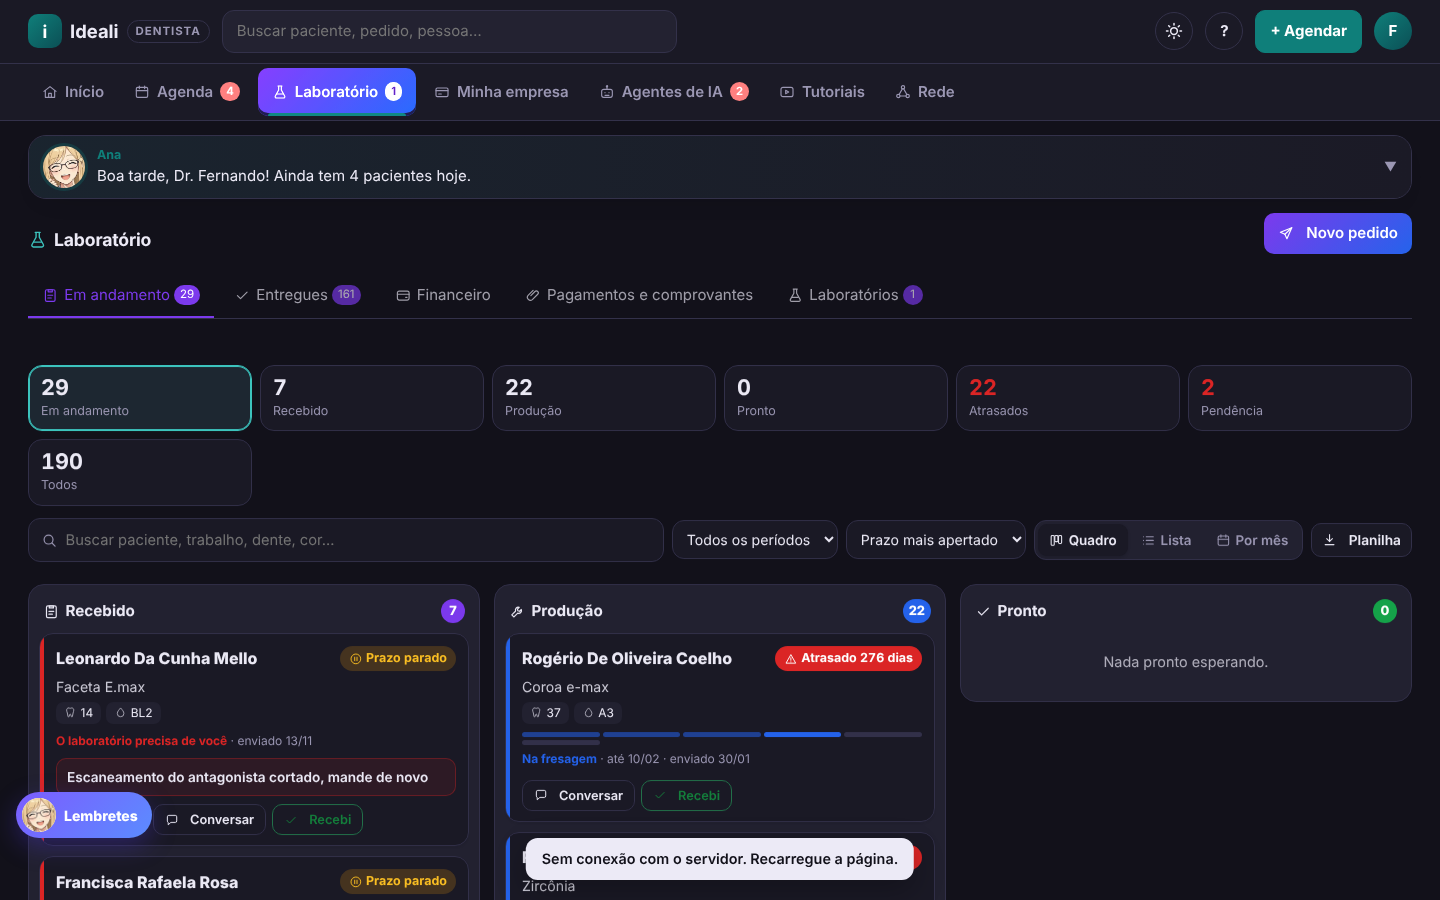 i Ideali DENTISTA Buscar paciente, pedido, pessoa... ? + Agendar F
Início Agenda 4 Laboratório 1 Minha empresa Agentes de IA 2 Tutoriais Rede
Ana
Boa tarde, Dr. Fernando! Ainda tem 4 pacientes hoje.
Laboratório
Novo pedido
Em andamento 29 Entregues 161 Financeiro Pagamentos e comprovantes Laboratórios 1
29 7 22 0 22 2
Em andamento Recebido Produção Pronto Atrasados Pendência
190
Todos
Buscar paciente, trabalho, dente, cor... Todos os períodos Prazo mais apertado Quadro Lista Por mês Planilha
Recebido 7
Leonardo Da Cunha Mello Prazo parado
Faceta E.max
14 BL2
O laboratório precisa de você · enviado 13/11
Escaneamento do antagonista cortado, mande de novo
Conversar Recebi
Lembretes
Francisca Rafaela Rosa Prazo parado
Produção 22
Rogério De Oliveira Coelho Atrasado 276 dias
Coroa e-max
37 A3
Na fresagem · até 10/02 · enviado 30/01
Conversar Recebi
Sem conexão com o servidor. Recarregue a página.
Zircônia
Pronto 0
Nada pronto esperando.